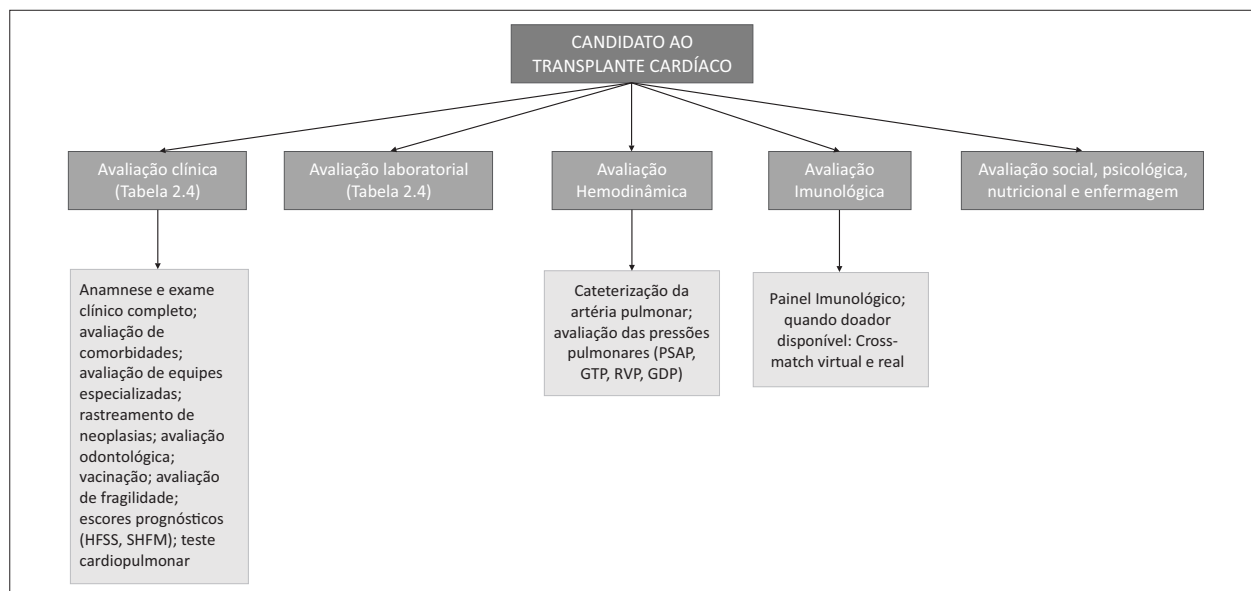 CANDIDATO AO
TRANSPLANTE CARDÍACO
Avaliação clínica
(Tabela 2.4)
Avaliação laboratorial
(Tabela 2.4)
Avaliação
Hemodinâmica
Avaliação
Imunológica
Avaliação social, psicológica,
nutricional e enfermagem
Anamnese e exame
clínico completo;
avaliação de
comorbidades;
avaliação de equipes
especializadas;
rastreamento de
neoplasias; avaliação
odontológica;
vacinação; avaliação
de fragilidade;
escores prognósticos
(HFSS, SHFM); teste
cardiopulmonar
Cateterização da
artéria pulmonar;
avaliação das pressões
pulmonares (PSAP,
GTP, RVP, GDP)
Painel Imunológico;
quando doador
disponível: Cross-
match virtual e real